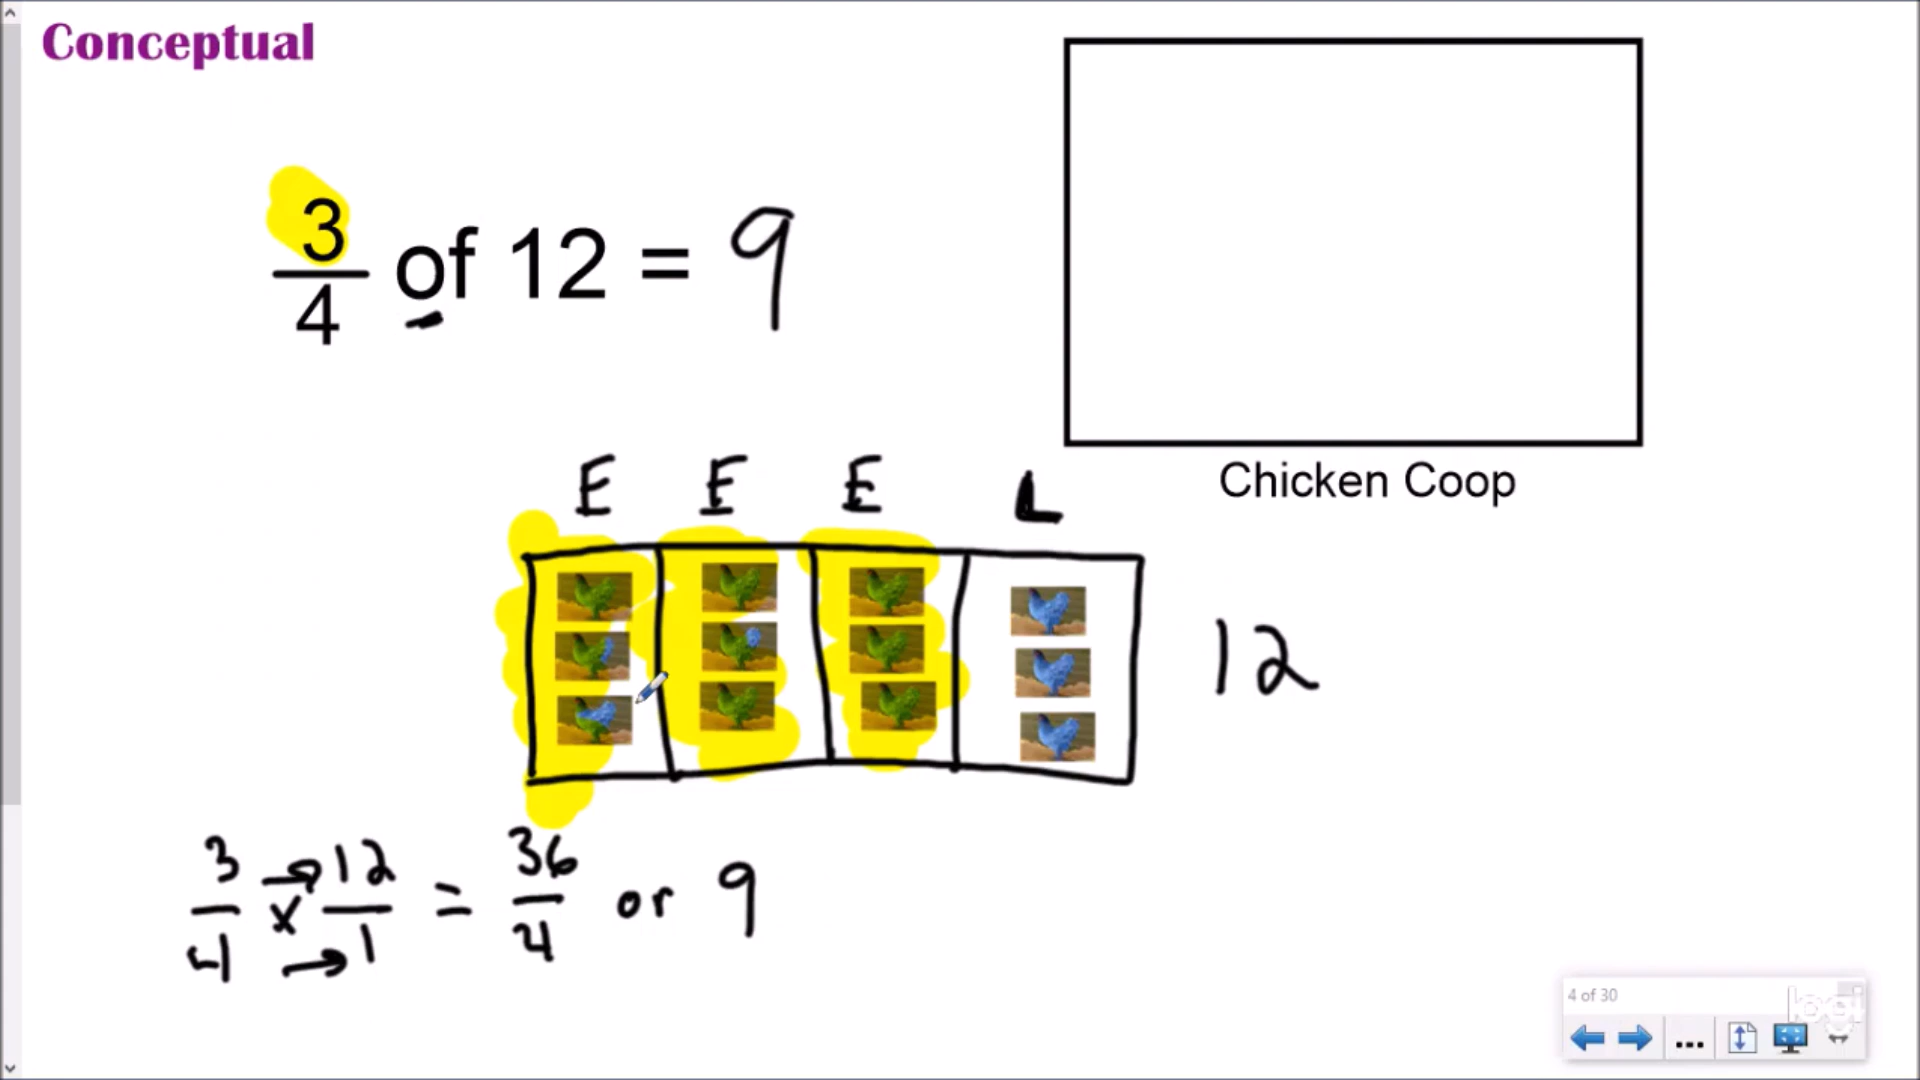 Conceptual
3/4 of 12 = 9
Chicken Coop
E E E L
12
3/4 x 12/1 = 36/4 or 9
4 of 30
logi
...